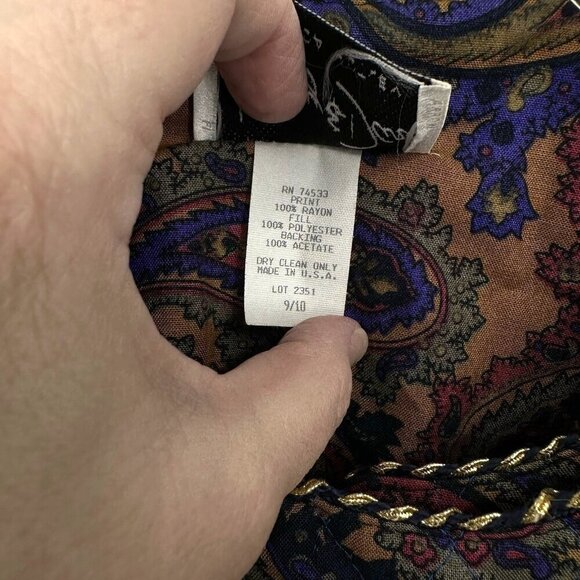 RN 74533
PRINT
100% RAYON
FILL
100% POLYESTER
BACKING
100% ACETATE
DRY CLEAN ONLY
MADE IN U.S.A.
LOT 2351
9/10